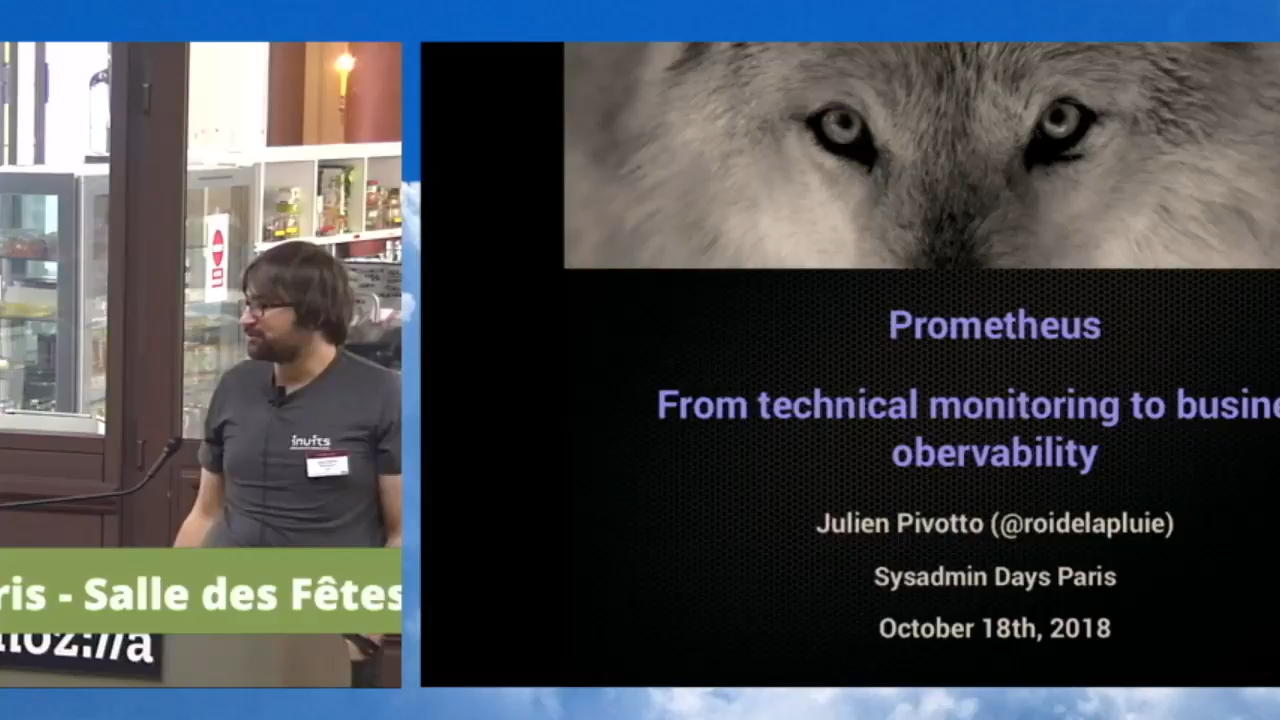 inuits
ris - Salle des Fêtes
moz://a
Prometheus
From technical monitoring to busine
obervability
Julien Pivotto (@roidelapluie)
Sysadmin Days Paris
October 18th, 2018